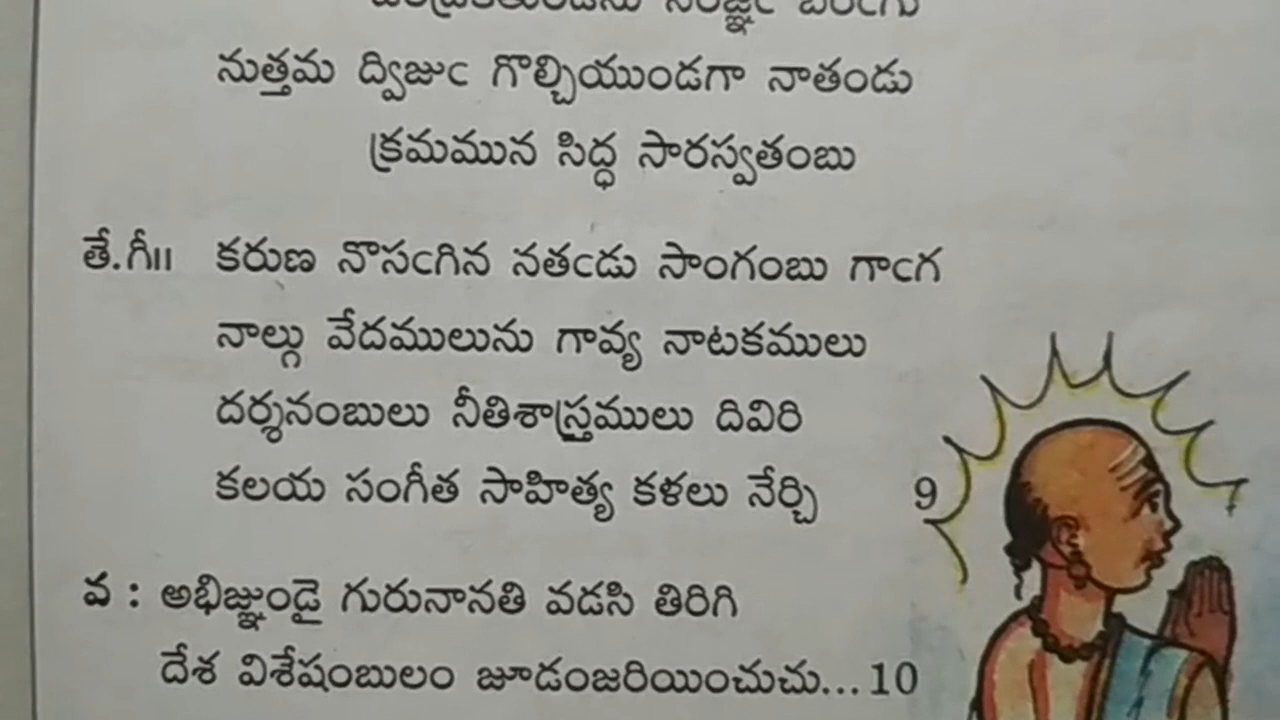 నుత్తమ ద్విజుఁ గొల్చియుండగా నాతండు
క్రమమున సిద్ధ సారస్వతంబు
తే.గీ॥ కరుణ నొసఁగిన నతఁడు సాంగంబు గాఁగ
నాల్గు వేదములును గావ్య నాటకములు
దర్శనంబులు నీతిశాస్త్రములు దివిరి
కలయ సంగీత సాహిత్య కళలు నేర్చి 9
వ : అభిజ్ఞుండై గురునానతి వడసి తిరిగి
దేశ విశేషంబులం జూడంజరియించుచు...10